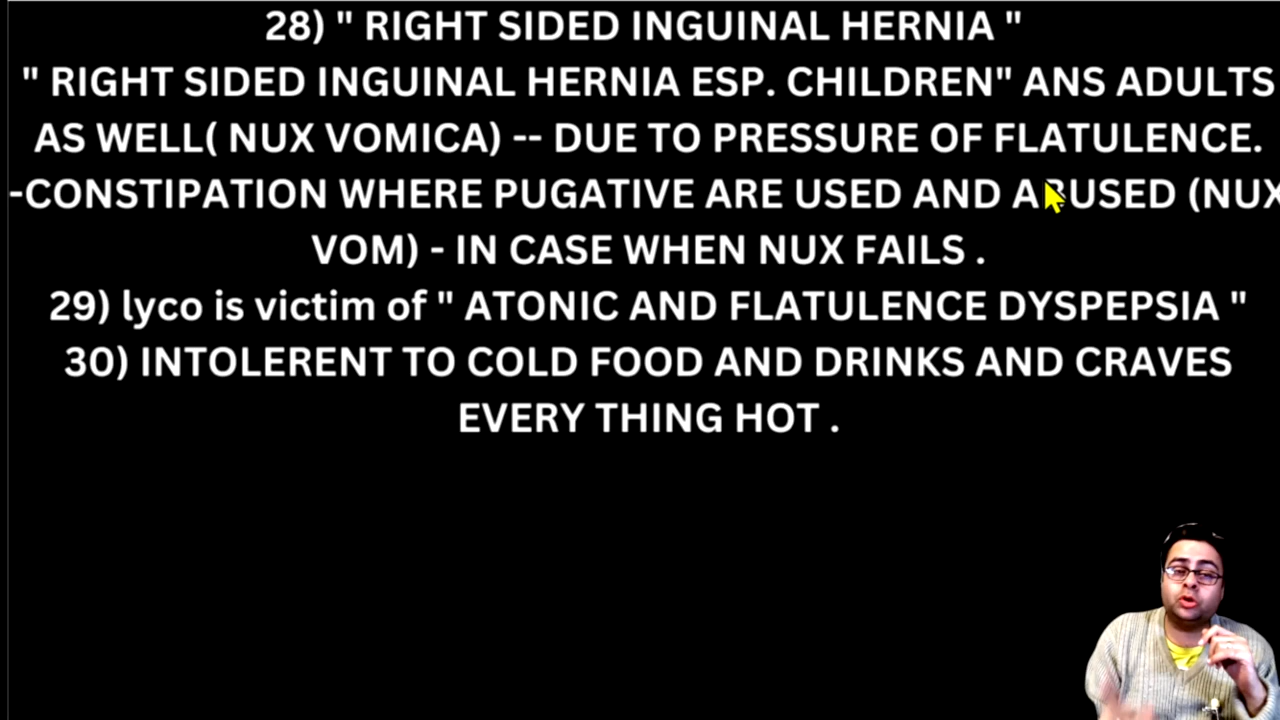 28) " RIGHT SIDED INGUINAL HERNIA "
" RIGHT SIDED INGUINAL HERNIA ESP. CHILDREN" ANS ADULTS
AS WELL( NUX VOMICA) -- DUE TO PRESSURE OF FLATULENCE.
-CONSTIPATION WHERE PUGATIVE ARE USED AND ABUSED (NUX
VOM) - IN CASE WHEN NUX FAILS .
29) lyco is victim of " ATONIC AND FLATULENCE DYSPEPSIA "
30) INTOLERENT TO COLD FOOD AND DRINKS AND CRAVES
EVERY THING HOT .